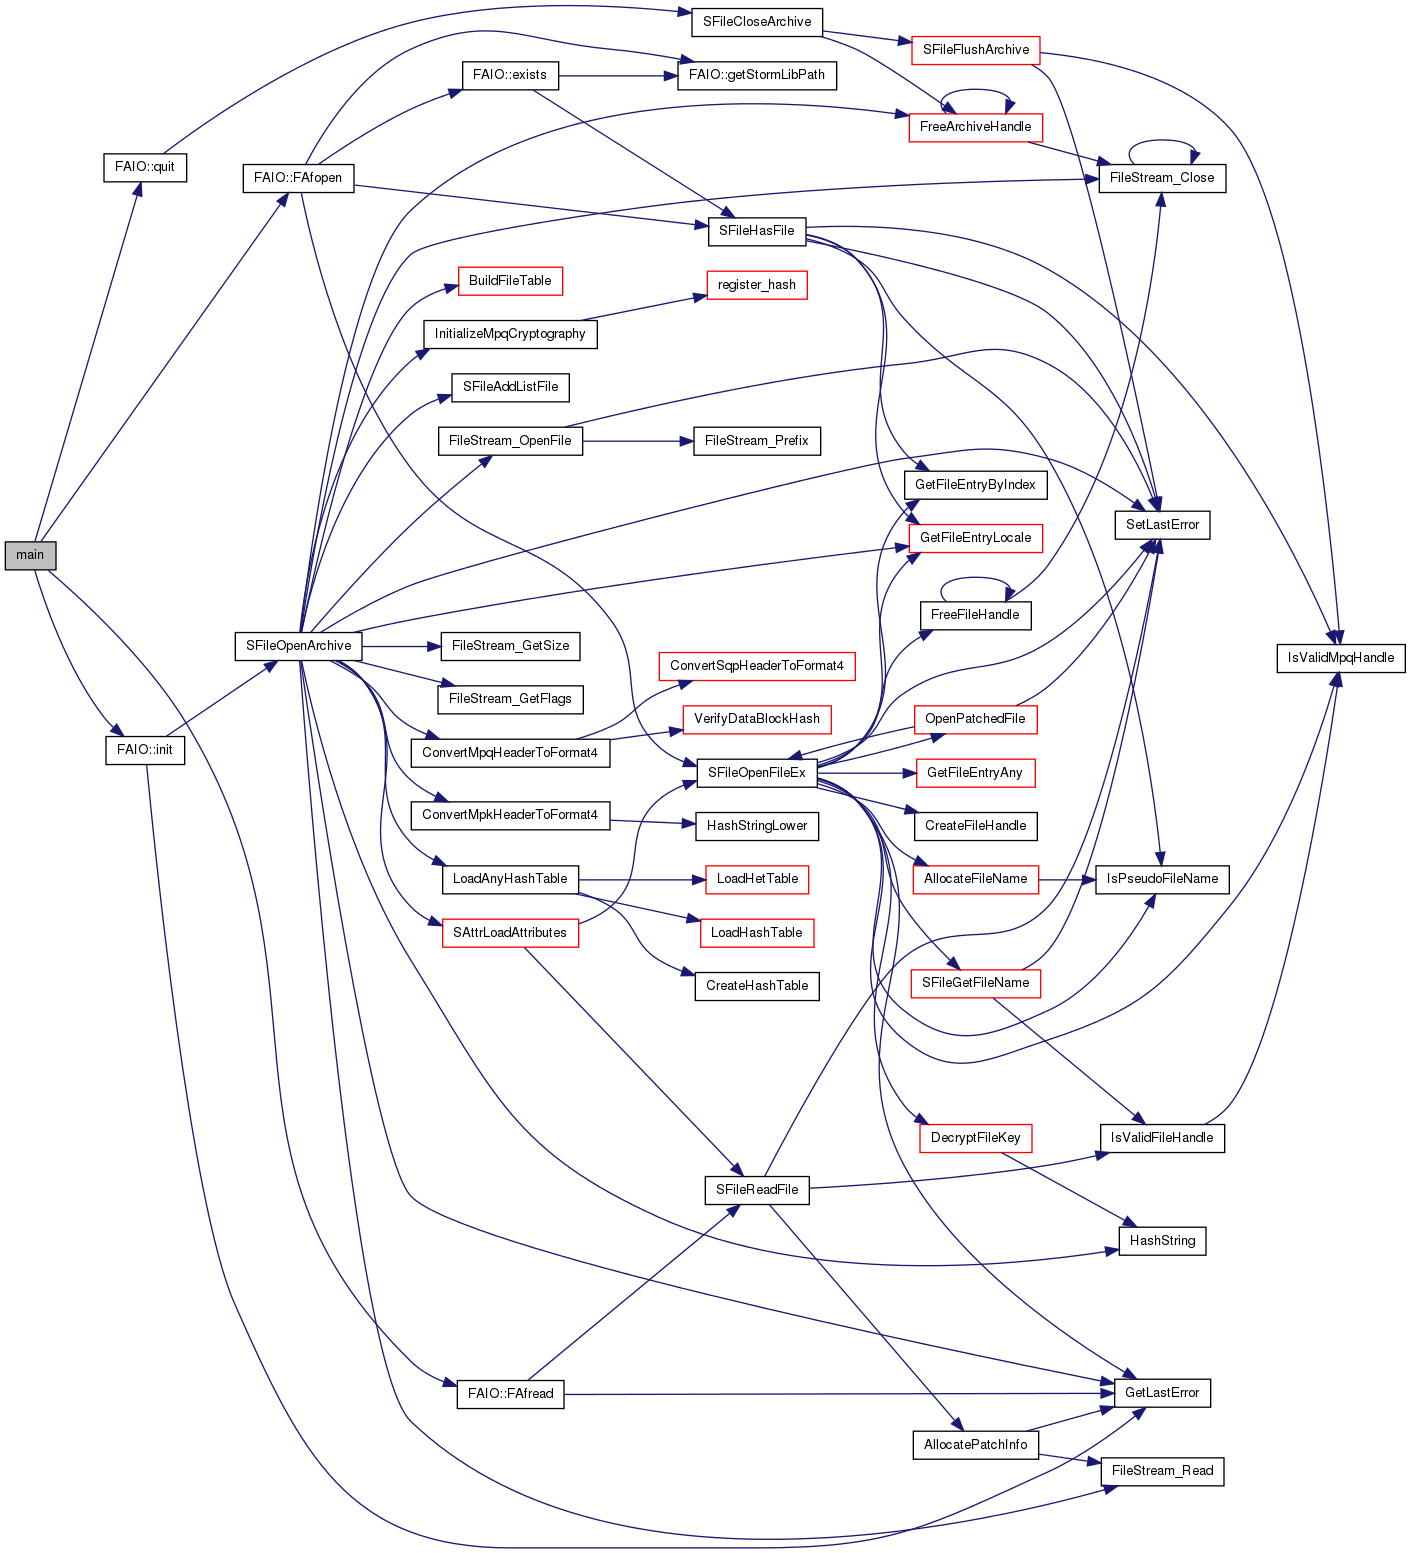 SFileCloseArchive
SFileFlushArchive
FAIO::exists
FAIO::getStormLibPath
FreeArchiveHandle
FAIO::quit
FAIO::FAfopen
FileStream_Close
SFileHasFile
BuildFileTable
register_hash
InitializeMpqCryptography
SFileAddListFile
FileStream_OpenFile
FileStream_Prefix
GetFileEntryByIndex
SetLastError
GetFileEntryLocale
main
FreeFileHandle
SFileOpenArchive
FileStream_GetSize
ConvertSqpHeaderToFormat4
IsValidMpqHandle
FileStream_GetFlags
VerifyDataBlockHash
OpenPatchedFile
FAIO::init
ConvertMpqHeaderToFormat4
SFileOpenFileEx
GetFileEntryAny
ConvertMpkHeaderToFormat4
HashStringLower
CreateFileHandle
LoadAnyHashTable
LoadHetTable
AllocateFileName
IsPseudoFileName
SAttrLoadAttributes
LoadHashTable
CreateHashTable
SFileGetFileName
DecryptFileKey
IsValidFileHandle
SFileReadFile
HashString
FAIO::FAfread
GetLastError
AllocatePatchInfo
FileStream_Read